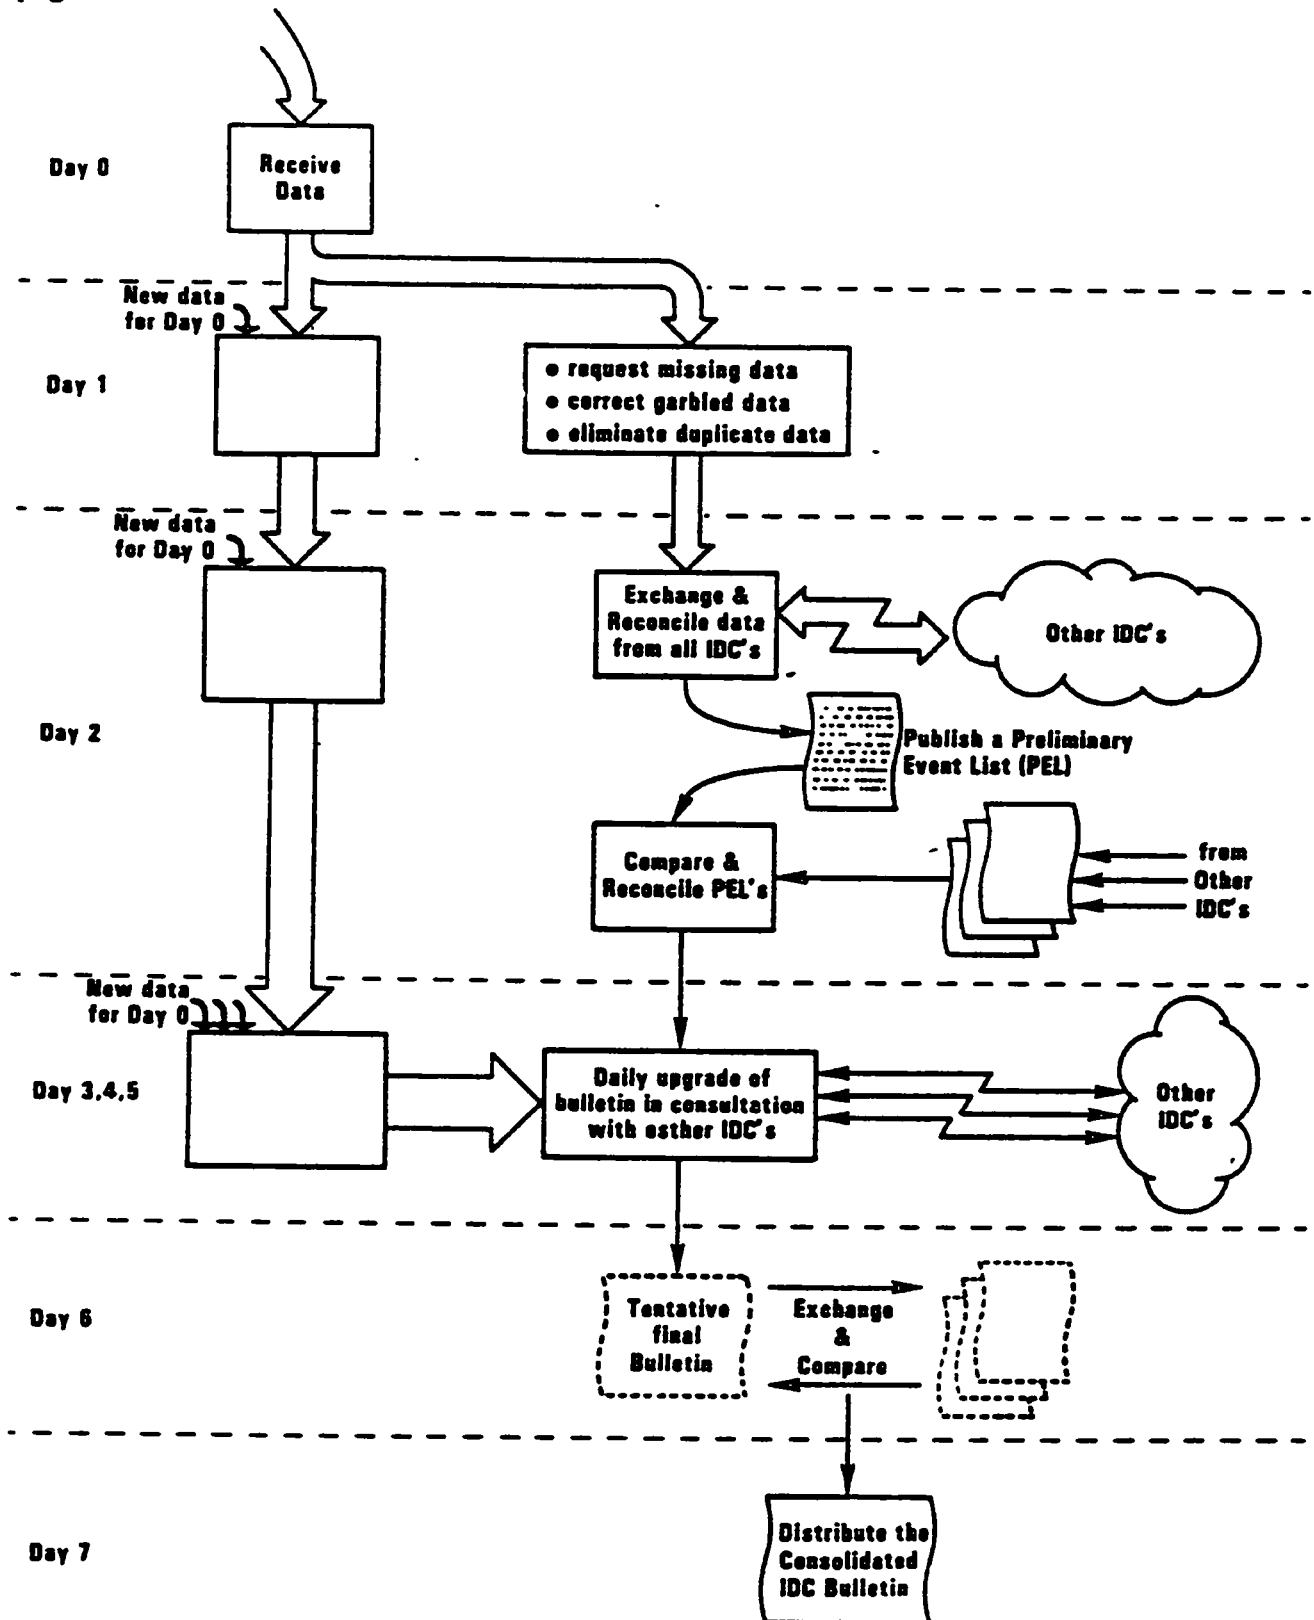 Day 0
Receive
Data
New data
for Day 0
Day 1
• request missing data
• correct garbled data
• eliminate duplicate data
New data
for Day 0
Exchange &
Reconcile data
from all IDC's
Other IDC's
Day 2
Publish a Preliminary
Event List (PEL)
Compare &
Reconcile PEL's
from
Other
IDC's
New data
for Day 0
Day 3,4,5
Daily upgrade of
bulletin in consultation
with esther IDC's
Other
IDC's
Day 6
Tentative
final
Bulletin
Exchange
&
Compare
Day 7
Distribute the
Consolidated
IDC Bulletin